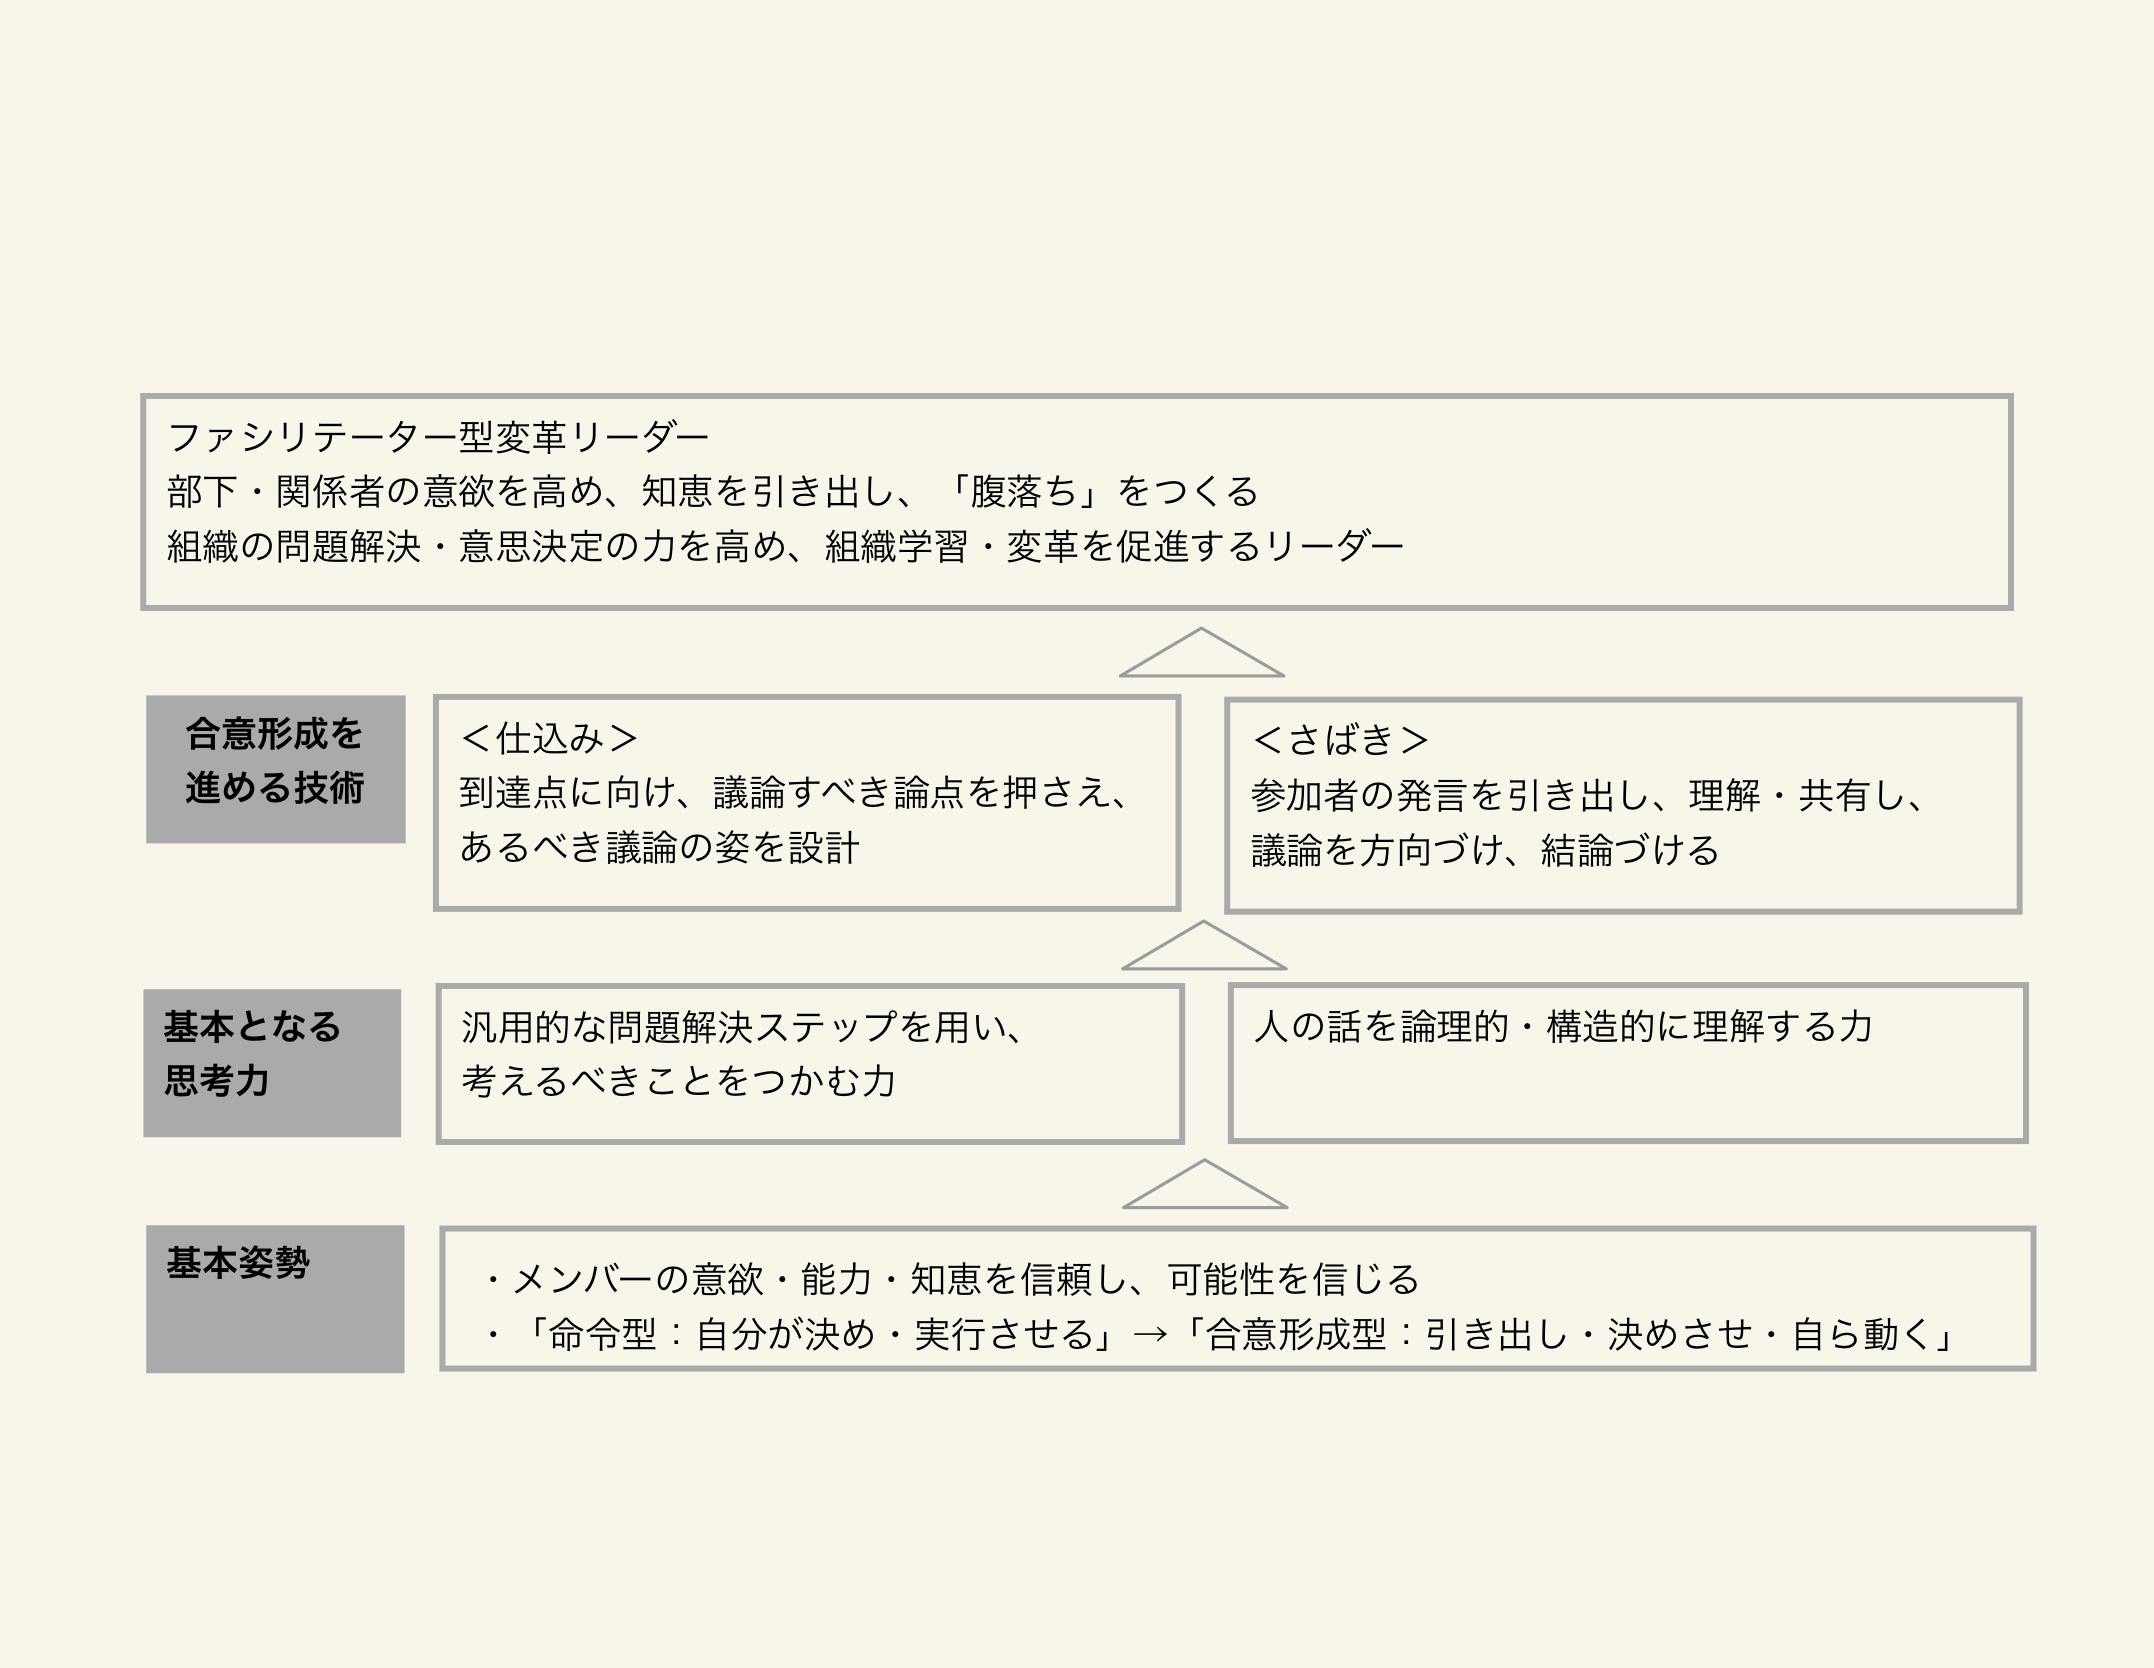 ファシリテーター型変革リーダー
部下・関係者の意欲を高め、知恵を引き出し、「腹落ち」をつくる
組織の問題解決・意思決定の力を高め、組織学習・変革を促進するリーダー
合意形成を
進める技術
＜仕込み＞
到達点に向け、議論すべき論点を押さえ、
あるべき議論の姿を設計
＜さばき＞
参加者の発言を引き出し、理解・共有し、
議論を方向づけ、結論づける
基本となる
思考力
汎用的な問題解決ステップを用い、
考えるべきことをつかむ力
人の話を論理的・構造的に理解する力
基本姿勢
・メンバーの意欲・能力・知恵を信頼し、可能性を信じる
・「命令型：自分が決め・実行させる」→「合意形成型：引き出し・決めさせ・自ら動く」